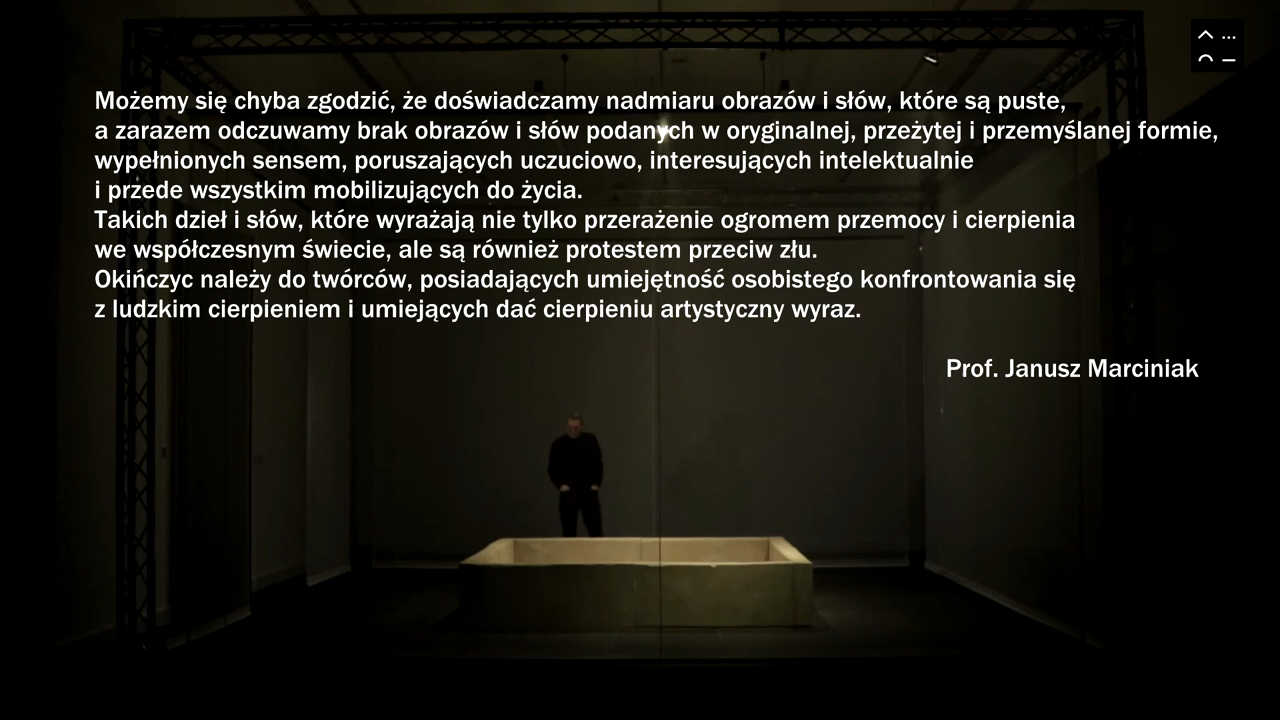 Możemy się chyba zgodzić, że doświadczamy nadmiaru obrazów i słów, które są puste,
a zarazem odczuwamy brak obrazów i słów podanych w oryginalnej, przeżytej i przemyślanej formie,
wypełnionych sensem, poruszających uczuciowo, interesujących intelektualnie
i przede wszystkim mobilizujących do życia.
Takich dzieł i słów, które wyrażają nie tylko przerażenie ogromem przemocy i cierpienia
we współczesnym świecie, ale są również protestem przeciw złu.
Okińczyc należy do twórców, posiadających umiejętność osobistego konfrontowania się
z ludzkim cierpieniem i umiejących dać cierpieniu artystyczny wyraz.
Prof. Janusz Marciniak